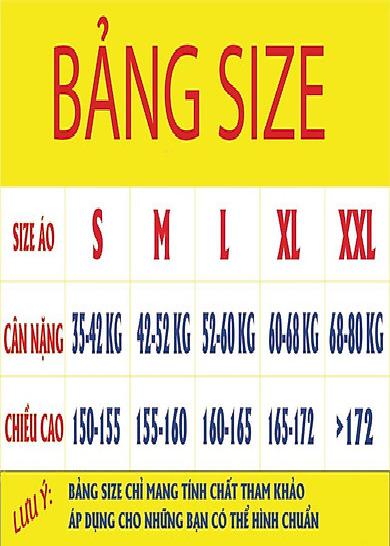 BẢNG SIZE
SIZE ÁO S M L XL XXL
CÂN NẶNG 35-42 KG 42-52 KG 52-60 KG 60-68 KG 68-80 KG
CHIỀU CAO 150-155 155-160 160-165 165-172 >172
LƯU Ý: BẢNG SIZE CHỈ MANG TÍNH CHẤT THAM KHẢO
ÁP DỤNG CHO NHỮNG BẠN CÓ THỂ HÌNH CHUẨN